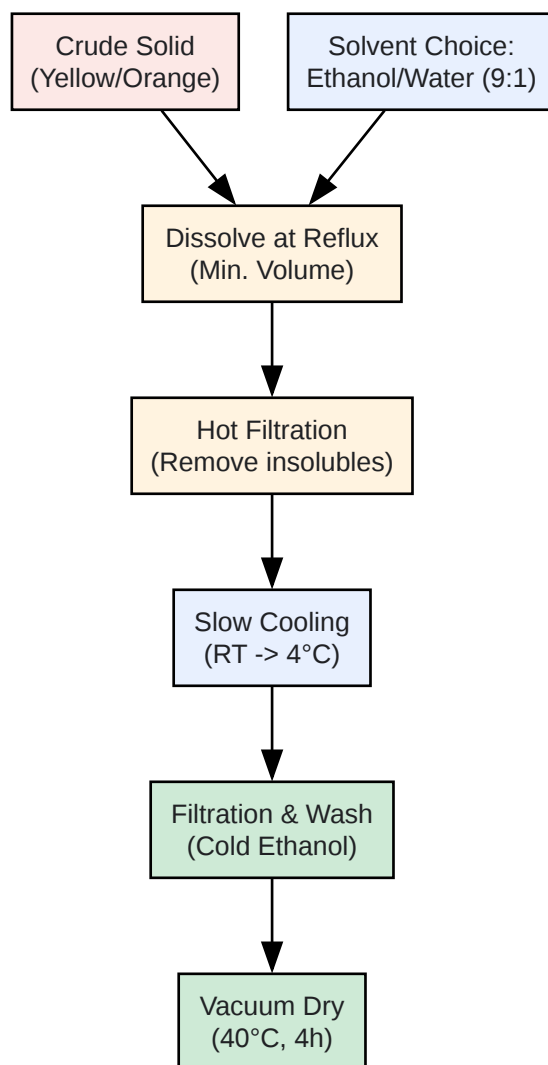 Crude Solid
(Yellow/Orange)
Solvent Choice:
Ethanol/Water (9:1)
Dissolve at Reflux
(Min. Volume)
Hot Filtration
(Remove insolubles)
Slow Cooling
(RT -> 4°C)
Filtration & Wash
(Cold Ethanol)
Vacuum Dry
(40°C, 4h)